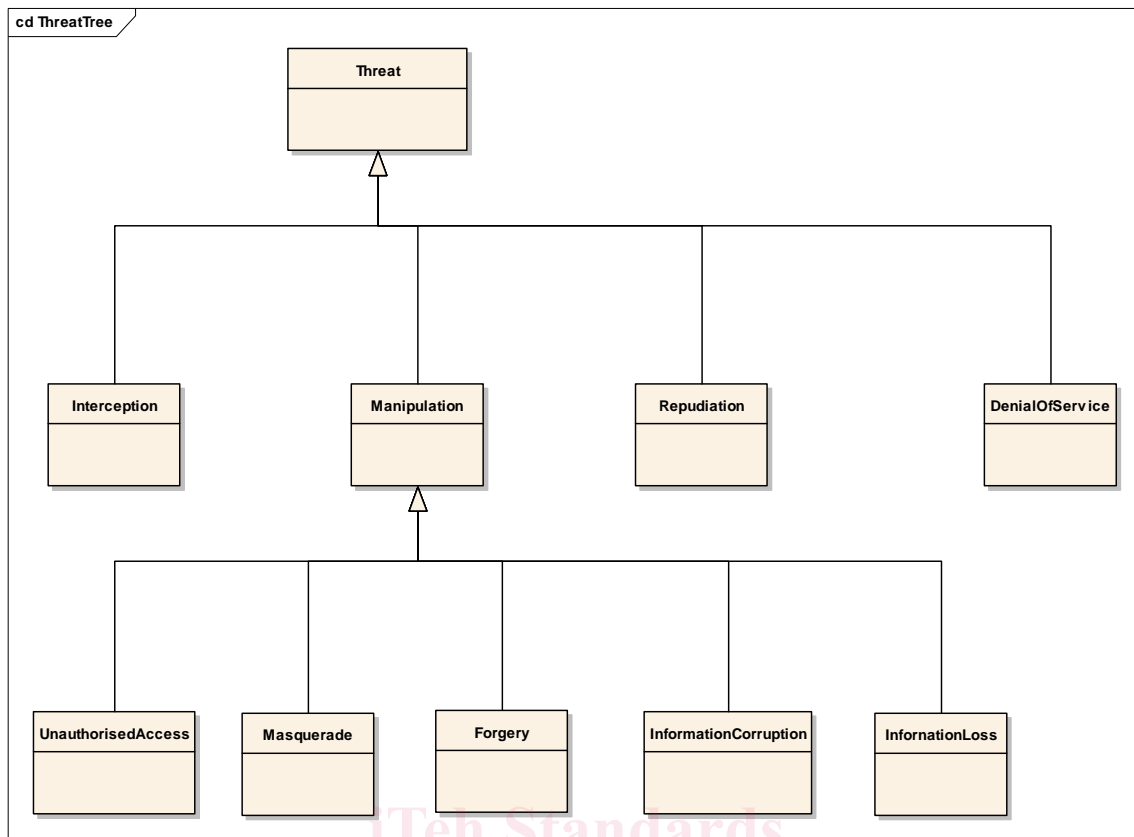 cd ThreatTree
Threat
Interception
Manipulation
Repudiation
DenialOfService
UnauthorisedAccess
Masquerade
Forgery
InformationCorruption
InfornationLoss
iTeh Standards